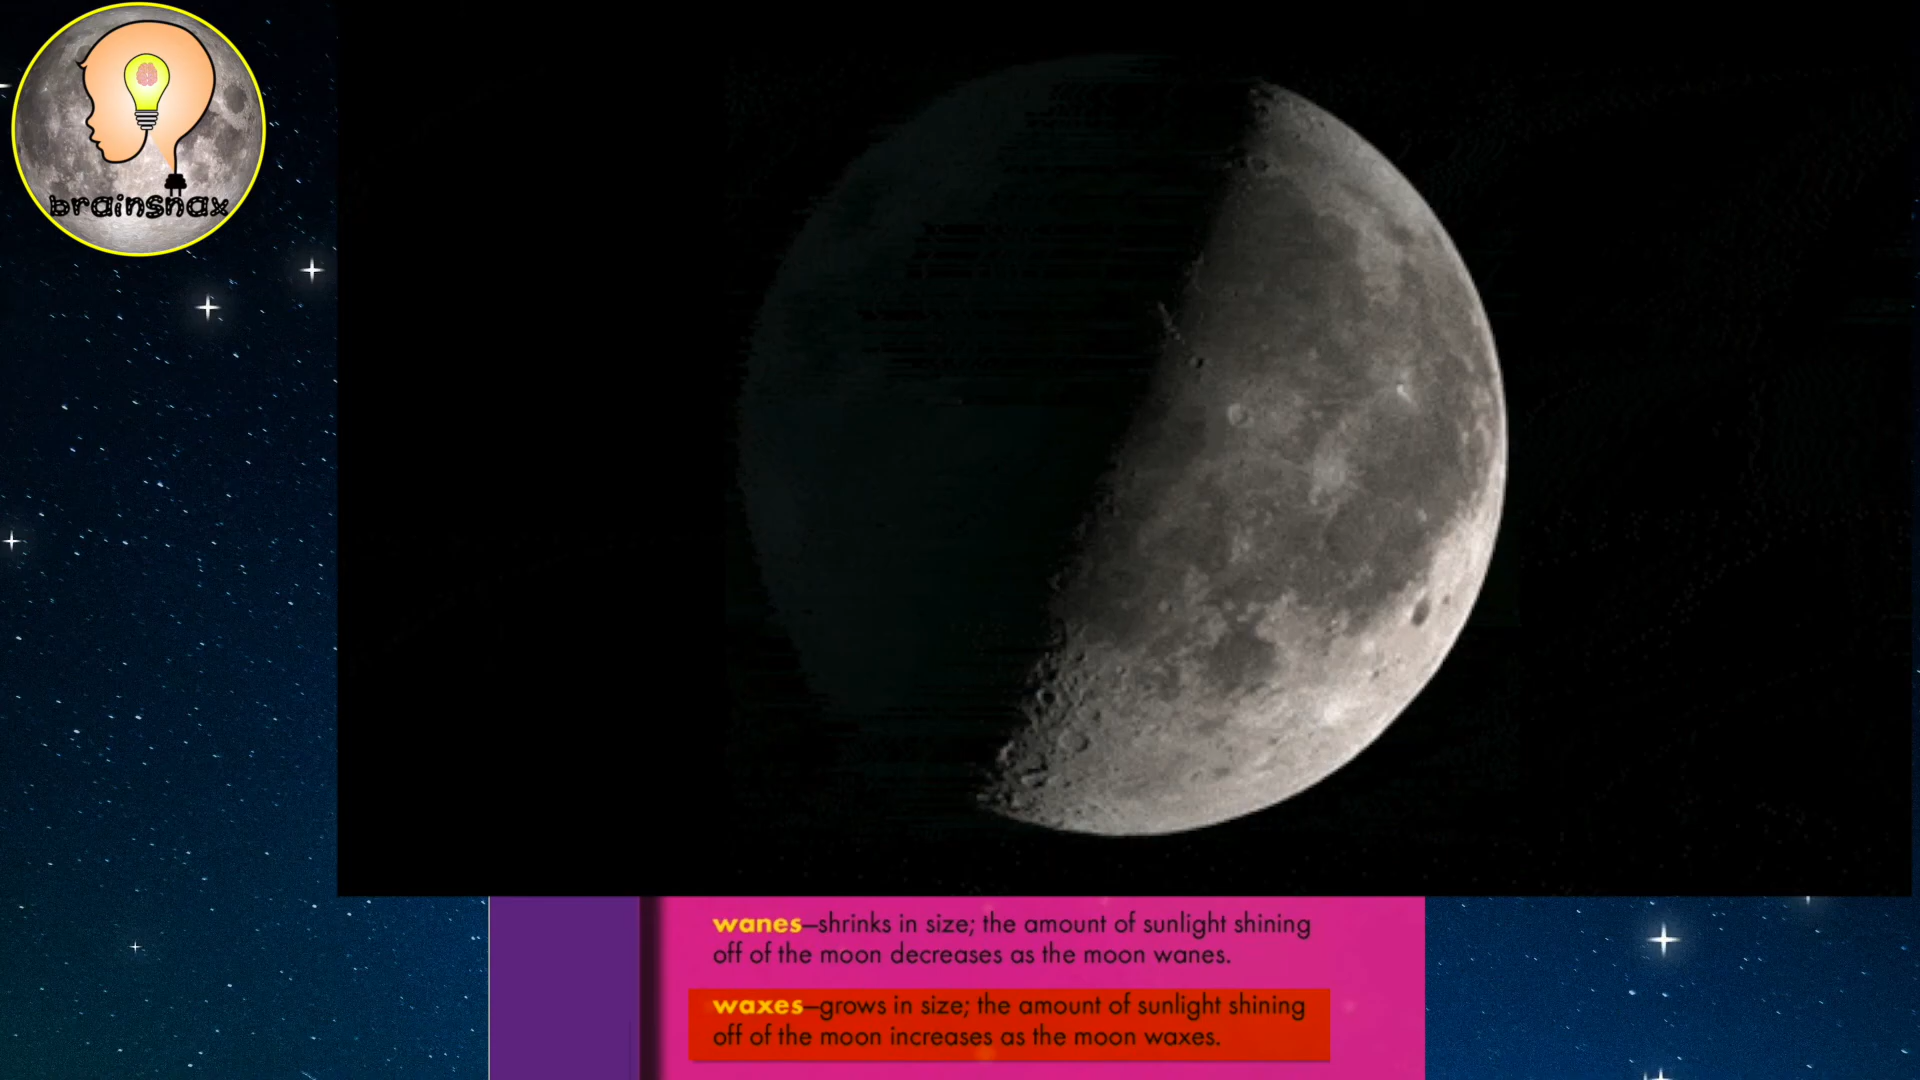 brainsnax
wanes—shrinks in size; the amount of sunlight shining
off of the moon decreases as the moon wanes.
waxes—grows in size; the amount of sunlight shining
off of the moon increases as the moon waxes.